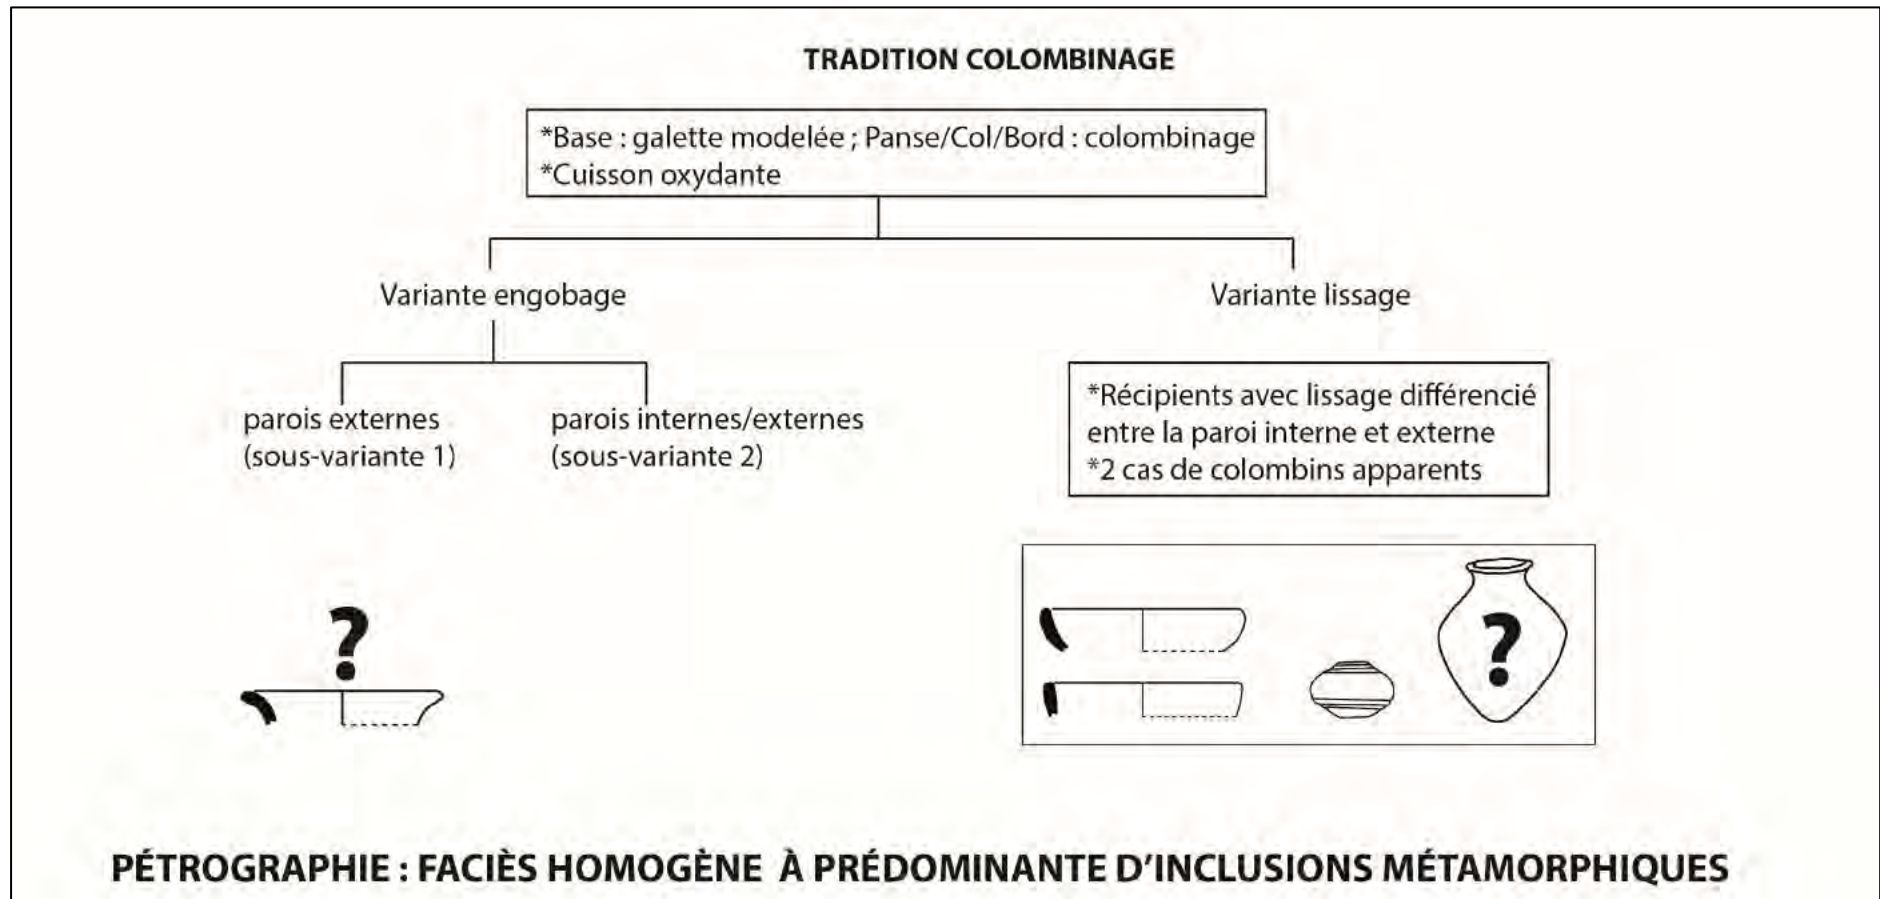 TRADITION COLOMBINAGE
*Base : galette modelée ; Panse/Col/Bord : colombinage
*Cuisson oxydante
Variante engobage
Variante lissage
parois externes
(sous-variante 1)
parois internes/externes
(sous-variante 2)
*Récipients avec lissage différencié
entre la paroi interne et externe
*2 cas de colombins apparents
?
?
PÉTROGRAPHIE : FACIÈS HOMOGÈNE À PRÉDOMINANTE D'INCLUSIONS MÉTAMORPHIQUES